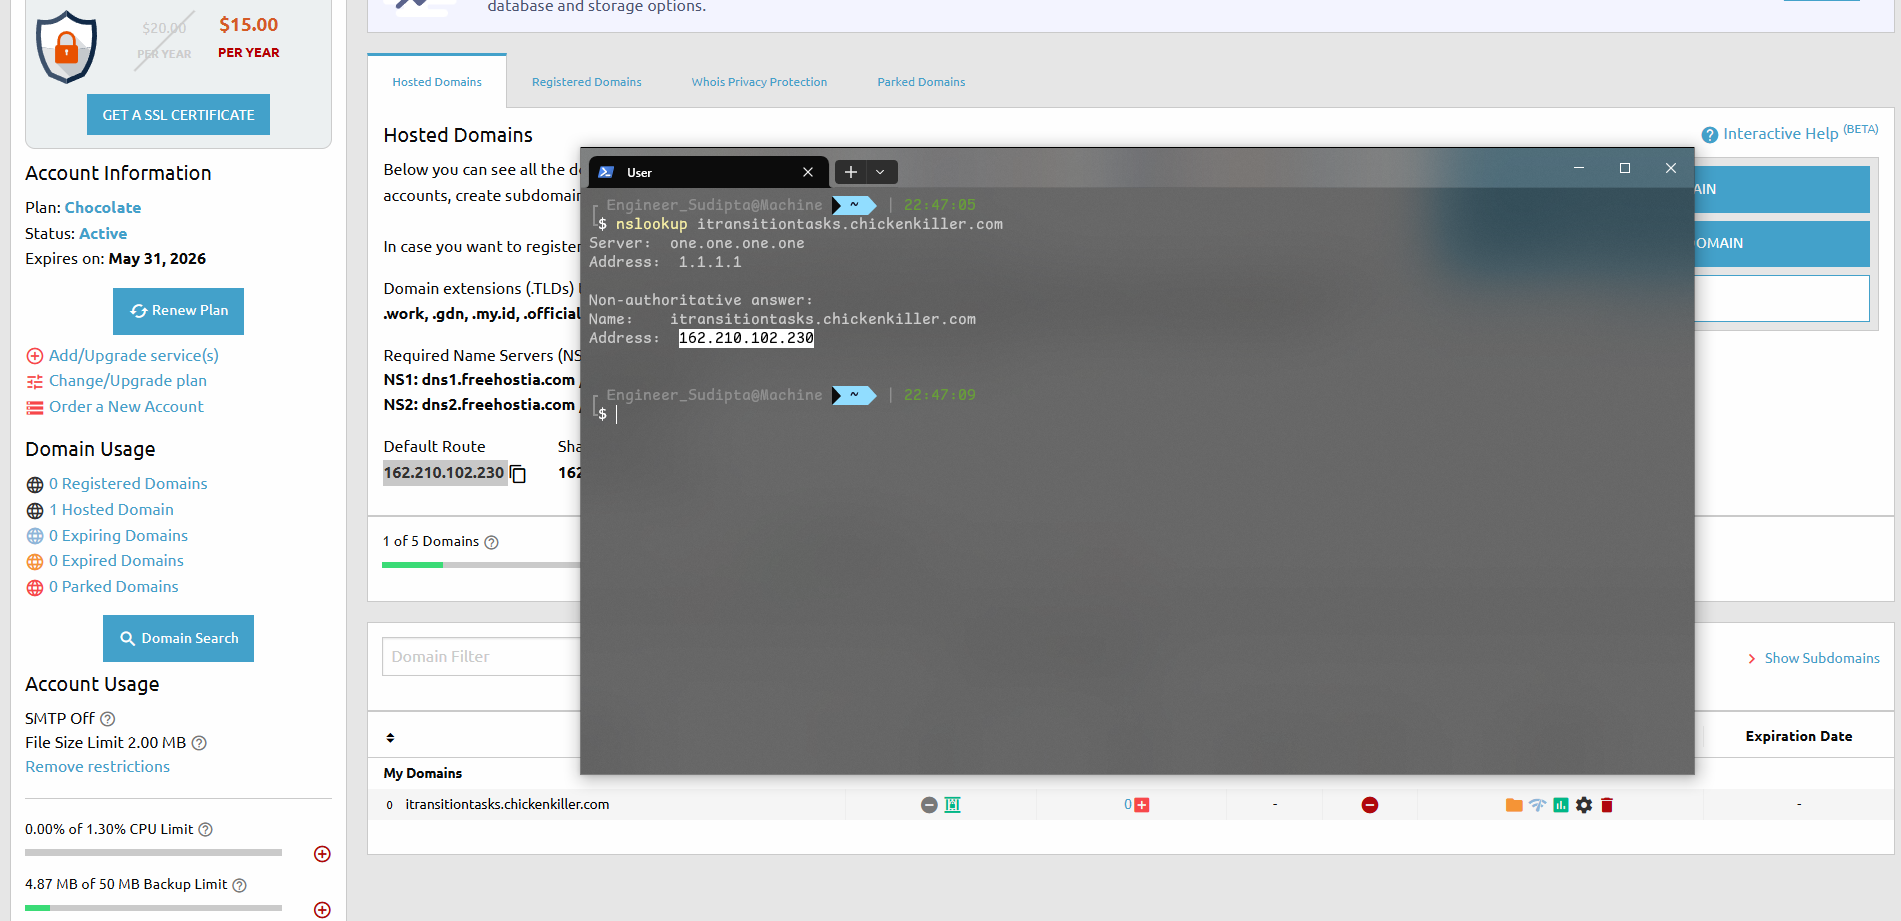 $20.00
PER YEAR
$15.00
PER YEAR
GET A SSL CERTIFICATE
Account Information
Plan: Chocolate
Status: Active
Expires on: May 31, 2026
Renew Plan
Add/Upgrade service(s)
Change/Upgrade plan
Order a New Account
Domain Usage
0 Registered Domains
1 Hosted Domain
0 Expiring Domains
0 Expired Domains
0 Parked Domains
Domain Search
Account Usage
SMTP Off
File Size Limit 2.00 MB
Remove restrictions
0.00% of 1.30% CPU Limit
4.87 MB of 50 MB Backup Limit
database and storage options.
Hosted Domains
Registered Domains
Whois Privacy Protection
Parked Domains
Hosted Domains
Interactive Help (BETA)
Below you can see all the
accounts, create subdomain
In case you want to register
Domain extensions (.TLDs)
.work, .gdn, .my.id, .official
Required Name Servers (NS
NS1: dns1.freehostia.com
NS2: dns2.freehostia.com
Default Route
162.210.102.230
1 of 5 Domains
Domain Filter
Show Subdomains
Expiration Date
My Domains
0 itransitiontasks.chickenkiller.com 0 - -
User
Engineer_Sudipta@Machine ~ | 22:47:05
$ nslookup itransitiontasks.chickenkiller.com
Server: one.one.one.one
Address: 1.1.1.1
Non-authoritative answer:
Name: itransitiontasks.chickenkiller.com
Address: 162.210.102.230
Engineer_Sudipta@Machine ~ | 22:47:09
$